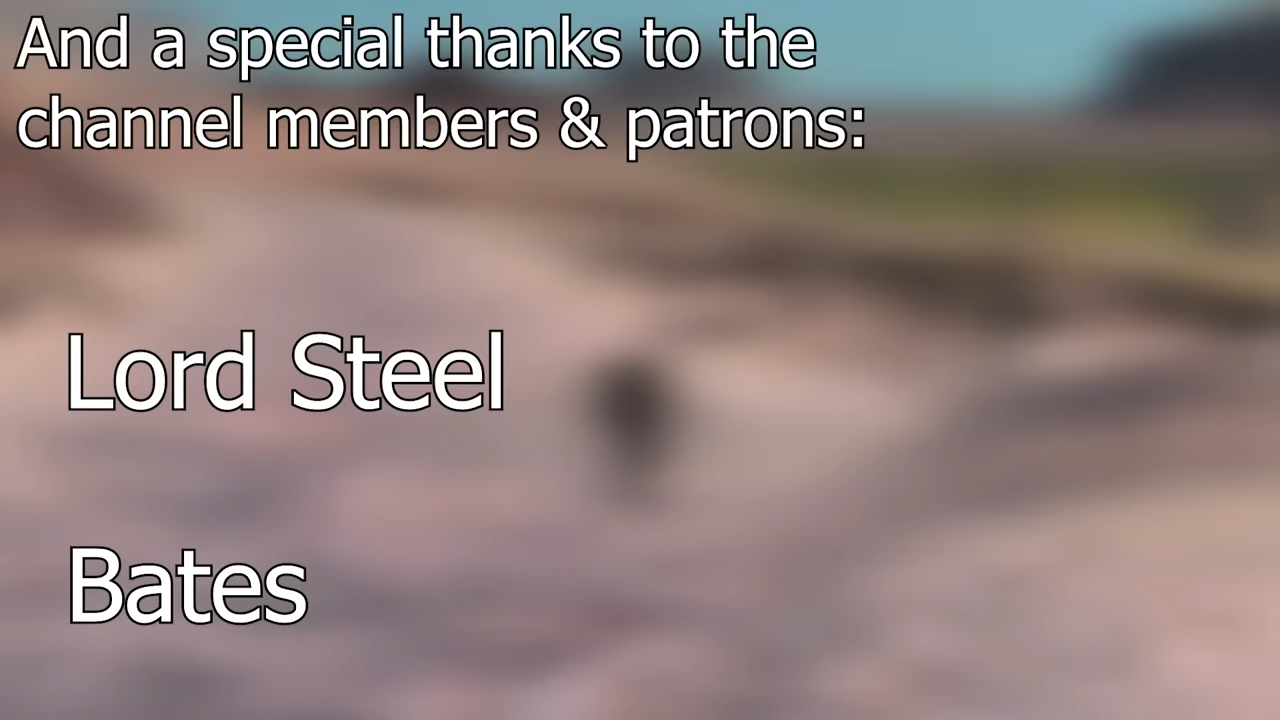 And a special thanks to the
channel members & patrons:
Lord Steel
Bates